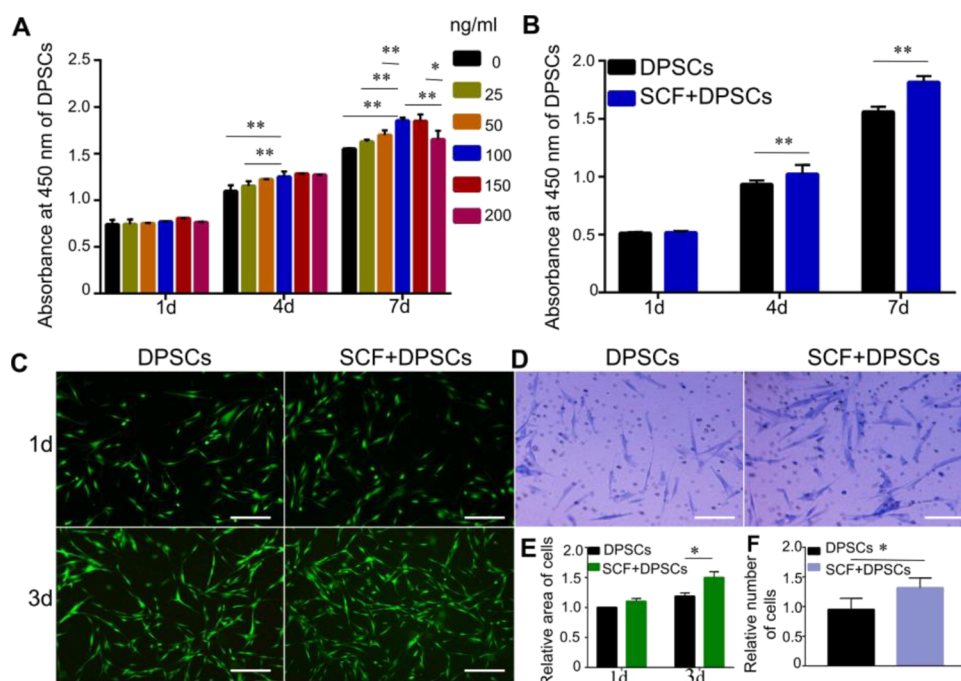 A
ng/ml
Absorbance at 450 nm of DPSCs
2.5
2.0
1.5
1.0
0.5
0.0
1d
4d
7d
**
**
**
**
**
**
*
0
25
50
100
150
200
B
Absorbance at 450 nm of DPSCs
2.0
1.5
1.0
0.5
0
DPSCs
SCF+DPSCs
**
**
1d
4d
7d
C
DPSCs
SCF+DPSCs
1d
3d
D
DPSCs
SCF+DPSCs
E
Relative area of cells
2.0
1.5
1.0
0.5
0
DPSCs
SCF+DPSCs
*
1d
3d
F
Relative number
of cells
2.0
1.5
1.0
0.5
0
DPSCs
SCF+DPSCs
*